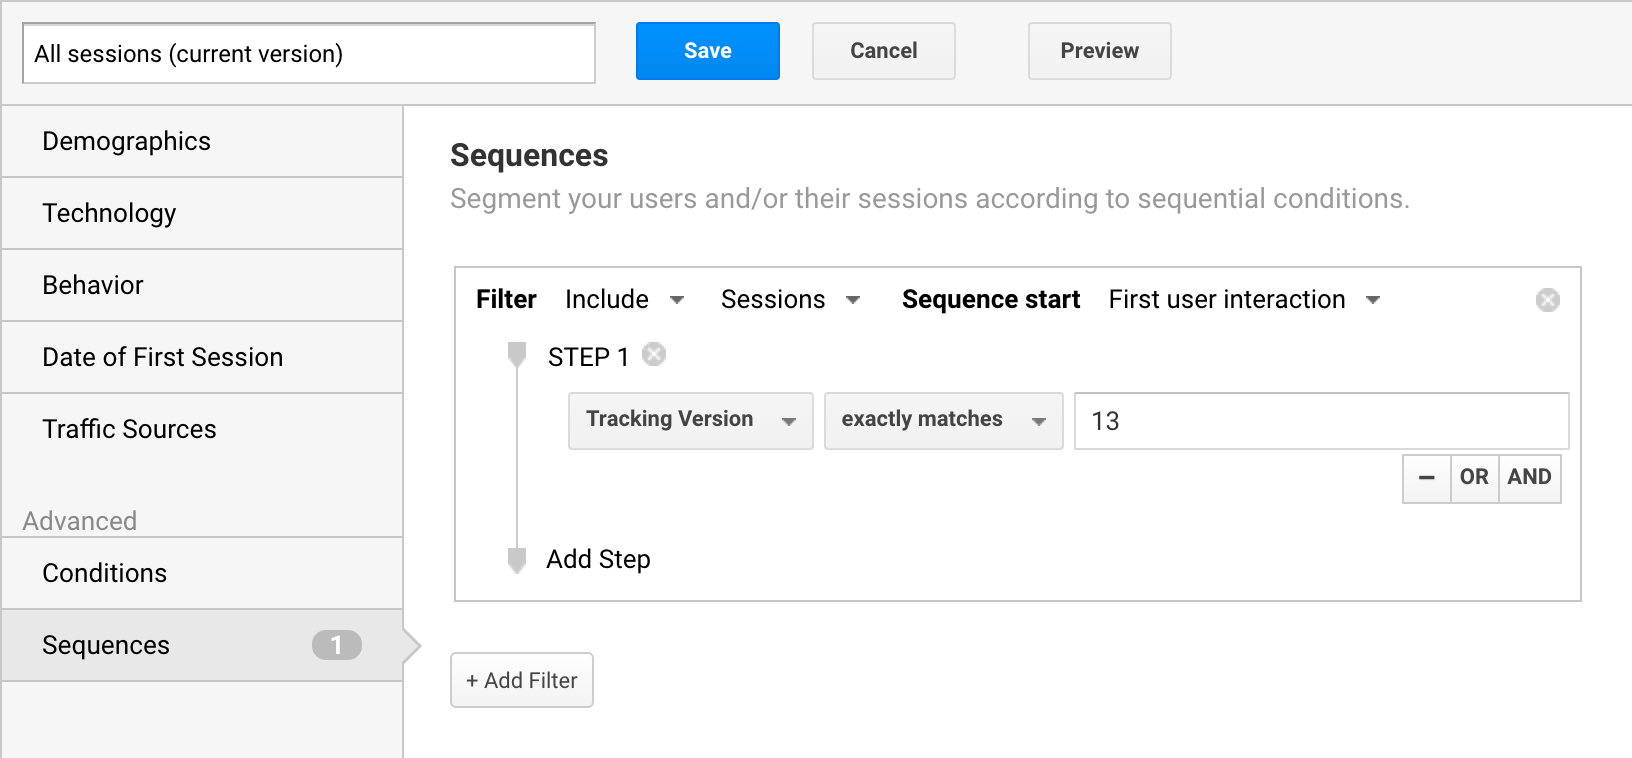 All sessions (current version)
Save
Cancel
Preview
Demographics
Technology
Behavior
Date of First Session
Traffic Sources
Advanced
Conditions
Sequences 1
Sequences
Segment your users and/or their sessions according to sequential conditions.
Filter Include Sessions Sequence start First user interaction
STEP 1
Tracking Version exactly matches 13
– OR AND
Add Step
+ Add Filter